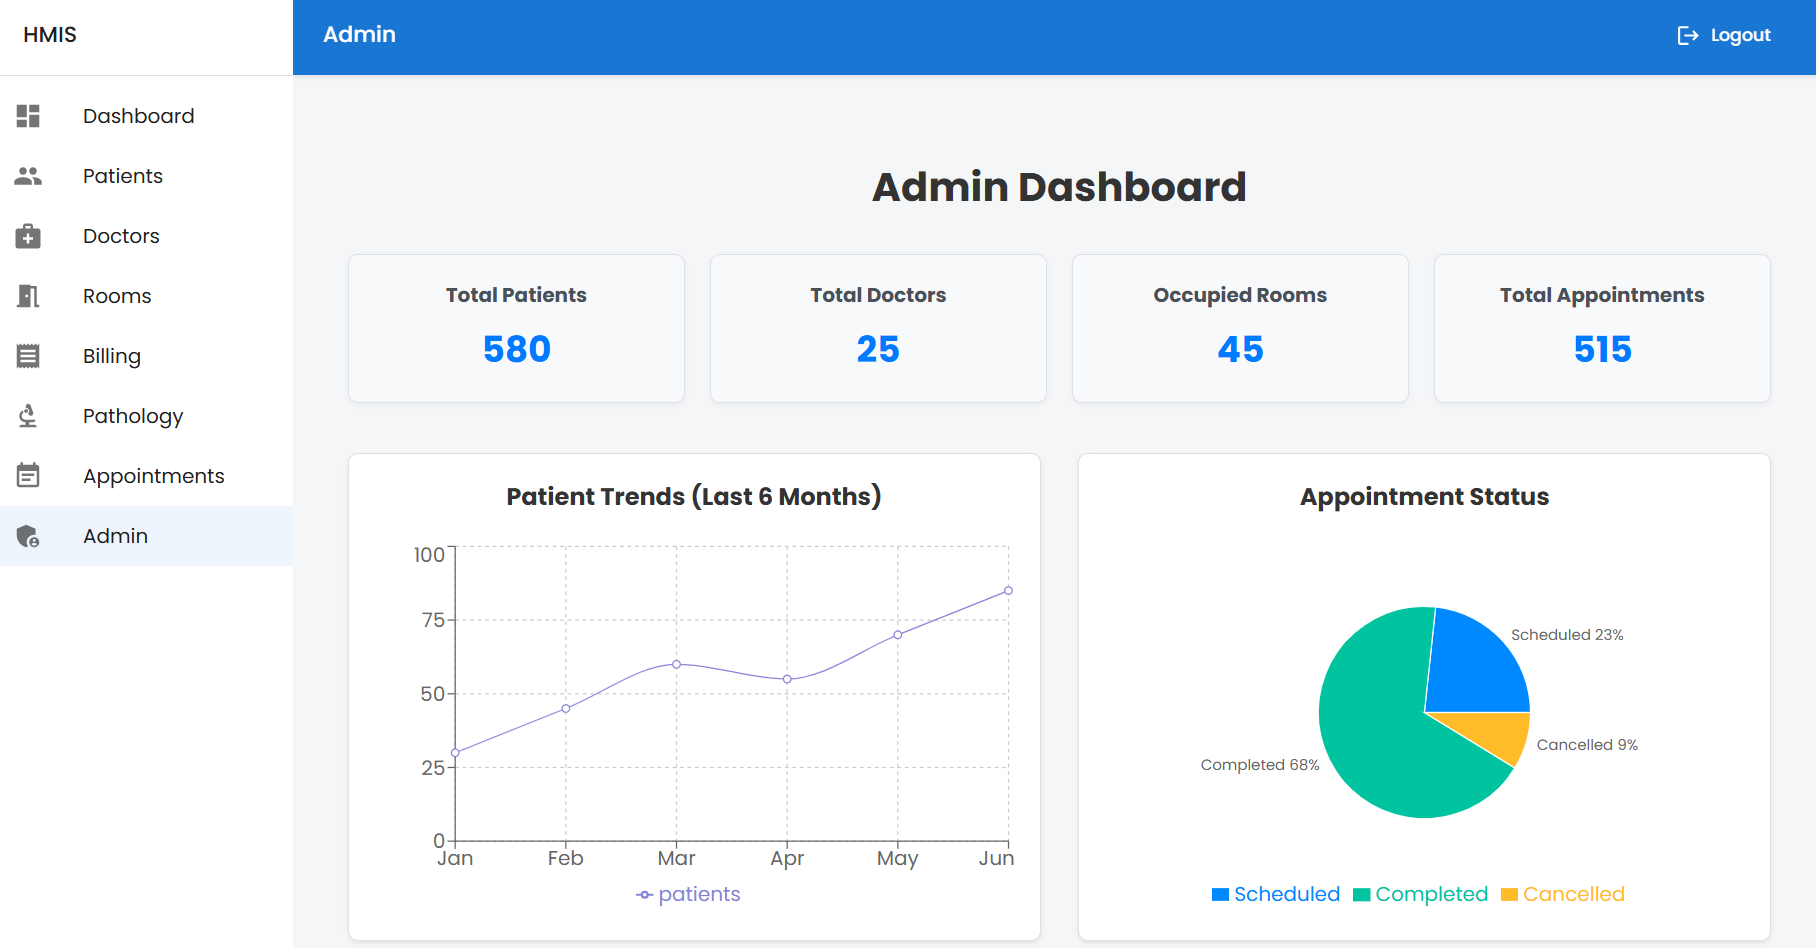 HMIS
Admin
Logout
Dashboard
Patients
Doctors
Rooms
Billing
Pathology
Appointments
Admin
Admin Dashboard
Total Patients
580
Total Doctors
25
Occupied Rooms
45
Total Appointments
515
Patient Trends (Last 6 Months)
100
75
50
25
0
Jan Feb Mar Apr May Jun
patients
Appointment Status
Scheduled 23%
Cancelled 9%
Completed 68%
Scheduled Completed Cancelled